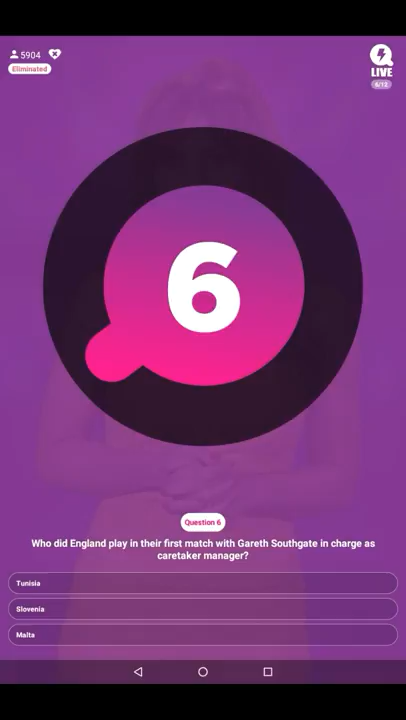 5904
Eliminated
LIVE
6/12
6
Question 6
Who did England play in their first match with Gareth Southgate in charge as
caretaker manager?
Tunisia
Slovenia
Malta